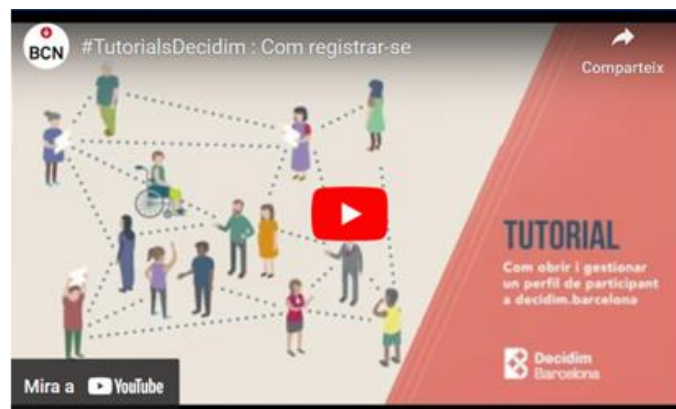 BCN
#TutorialsDecidim : Com registrar-se
Comparteix
TUTORIAL
Com obrir i gestionar
un perfil de participant
a decidim.barcelona
Decidim
Barcelona
Mira a YouTube